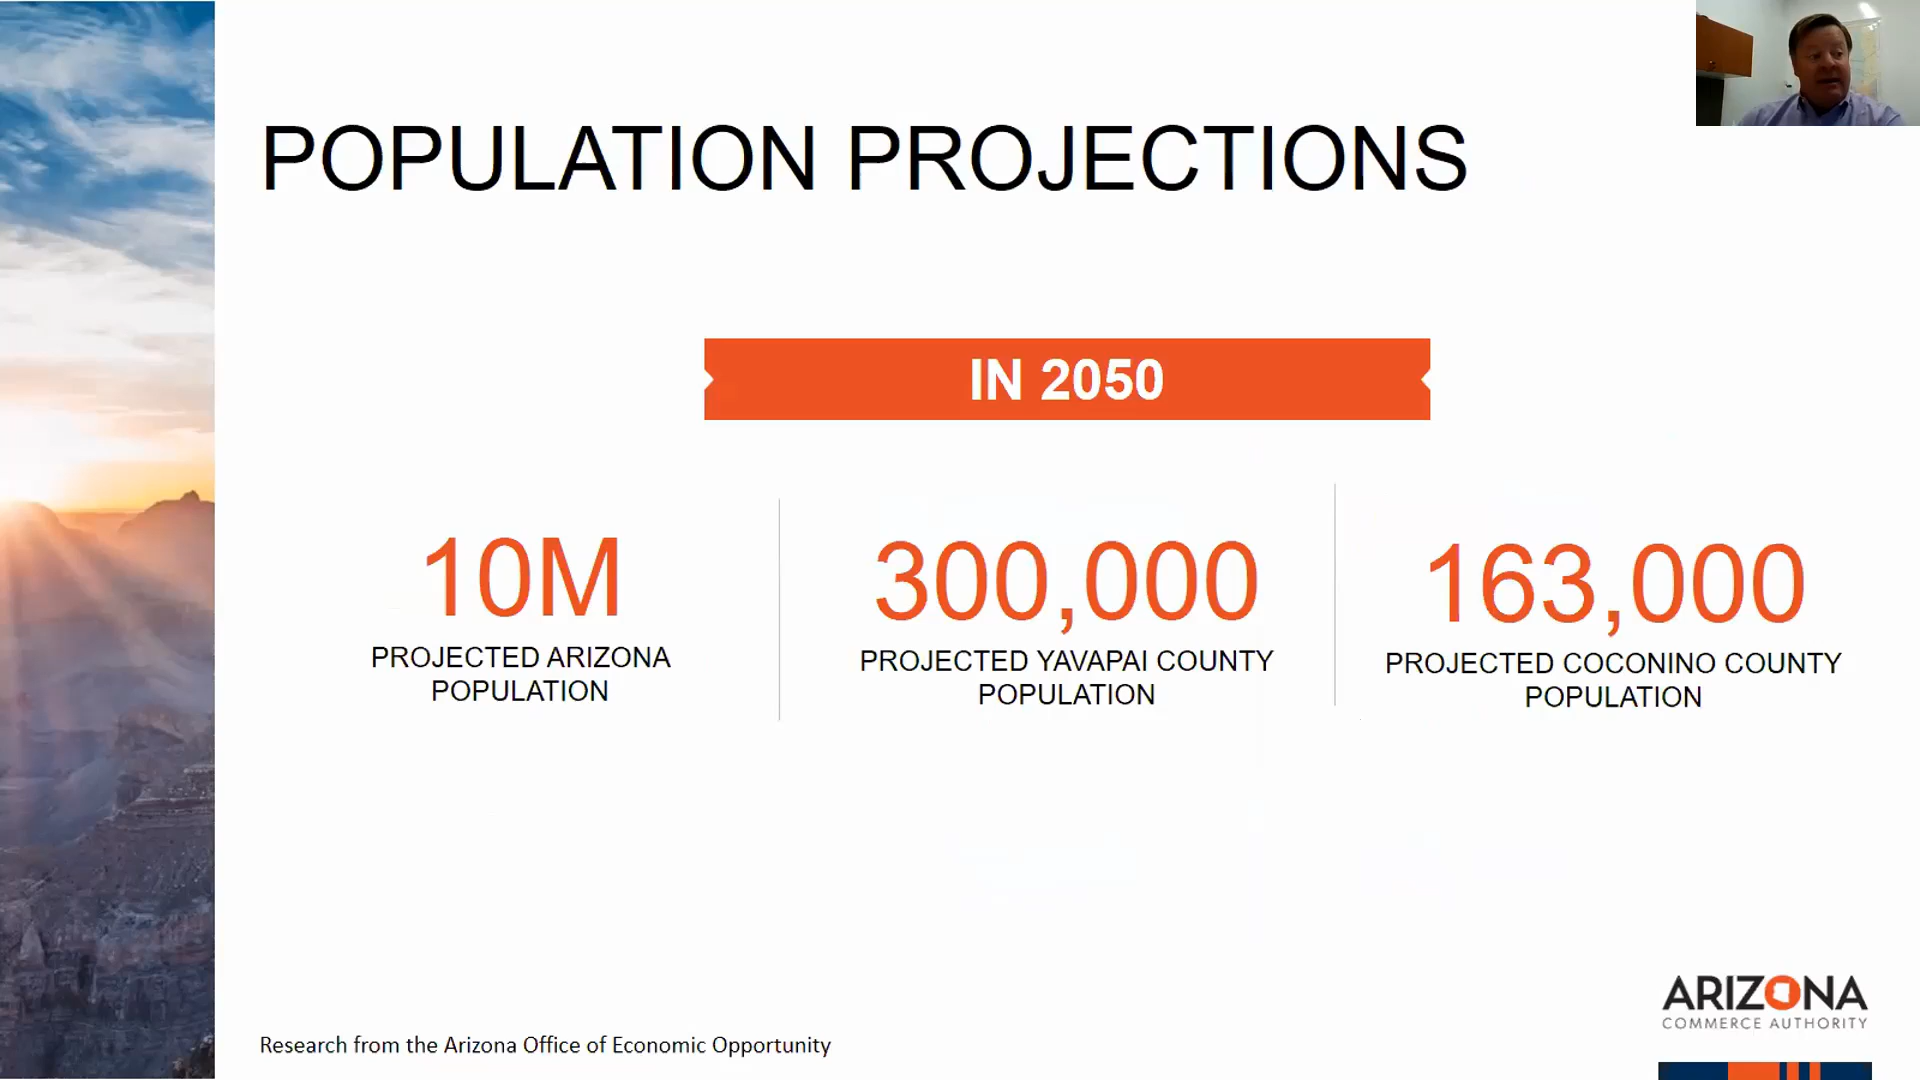 POPULATION PROJECTIONS
IN 2050
10M
PROJECTED ARIZONA
POPULATION
300,000
PROJECTED YAVAPAI COUNTY
POPULATION
163,000
PROJECTED COCONINO COUNTY
POPULATION
Research from the Arizona Office of Economic Opportunity
ARIZONA
COMMERCE AUTHORITY